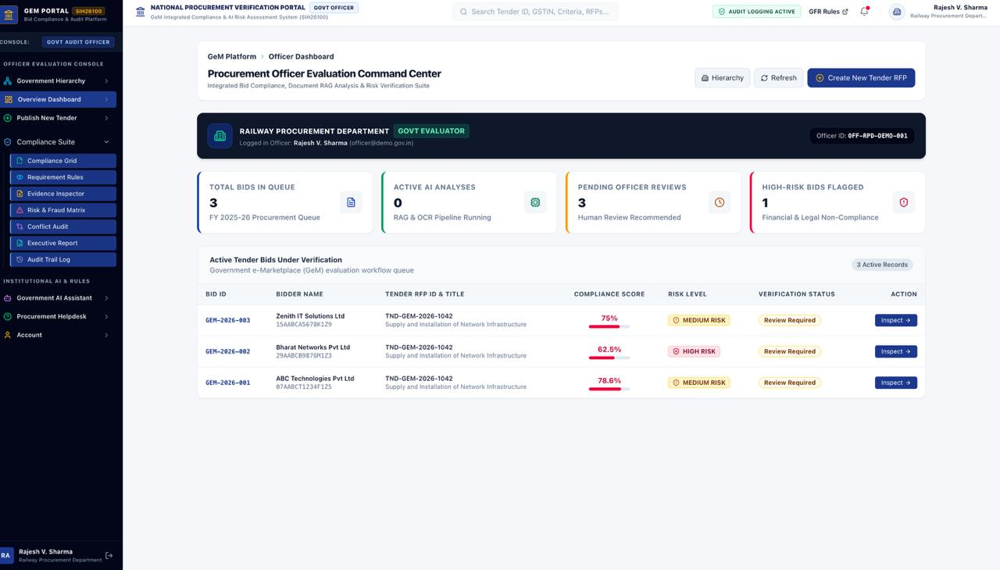 GEM PORTAL SIH26100
Bid Compliance & Audit Platform
CONSOLE: GOVT AUDIT OFFICER
OFFICER EVALUATION CONSOLE
Government Hierarchy
Overview Dashboard
Publish New Tender
Compliance Suite
Compliance Grid
Requirement Rules
Evidence Inspector
Risk & Fraud Matrix
Conflict Audit
Executive Report
Audit Trail Log
INSTITUTIONAL AI & RULES
Government AI Assistant
Procurement Helpdesk
Account
RA
Rajesh V. Sharma
Railway Procurement Department
NATIONAL PROCUREMENT VERIFICATION PORTAL GOVT OFFICER
GeM Integrated Compliance & AI Risk Assessment System (SIH26100)
Search Tender ID, GSTIN, Criteria, RFPs...
AUDIT LOGGING ACTIVE
GFR Rules
Rajesh V. Sharma
Railway Procurement Depart...
GeM Platform › Officer Dashboard
Procurement Officer Evaluation Command Center
Integrated Bid Compliance, Document RAG Analysis & Risk Verification Suite
Hierarchy
Refresh
Create New Tender RFP
RAILWAY PROCUREMENT DEPARTMENT GOVT EVALUATOR
Logged in Officer: Rajesh V. Sharma (officer@demo.gov.in)
Officer ID: OFF-RPD-DEMO-001
TOTAL BIDS IN QUEUE
3
FY 2025-26 Procurement Queue
ACTIVE AI ANALYSES
0
RAG & OCR Pipeline Running
PENDING OFFICER REVIEWS
3
Human Review Recommended
HIGH-RISK BIDS FLAGGED
1
Financial & Legal Non-Compliance
Active Tender Bids Under Verification
Government e-Marketplace (GeM) evaluation workflow queue
3 Active Records
BID ID BIDDER NAME TENDER RFP ID & TITLE COMPLIANCE SCORE RISK LEVEL VERIFICATION STATUS ACTION
GEM-2026-003 Zenith IT Solutions Ltd TND-GEM-2026-1042 75% MEDIUM RISK Review Required Inspect →
15AABCA5678K1Z9 Supply and Installation of Network Infrastructure
GEM-2026-002 Bharat Networks Pvt Ltd TND-GEM-2026-1042 62.5% HIGH RISK Review Required Inspect →
29AABCB9876M1Z3 Supply and Installation of Network Infrastructure
GEM-2026-001 ABC Technologies Pvt Ltd TND-GEM-2026-1042 78.6% MEDIUM RISK Review Required Inspect →
07AABCT1234F1Z5 Supply and Installation of Network Infrastructure